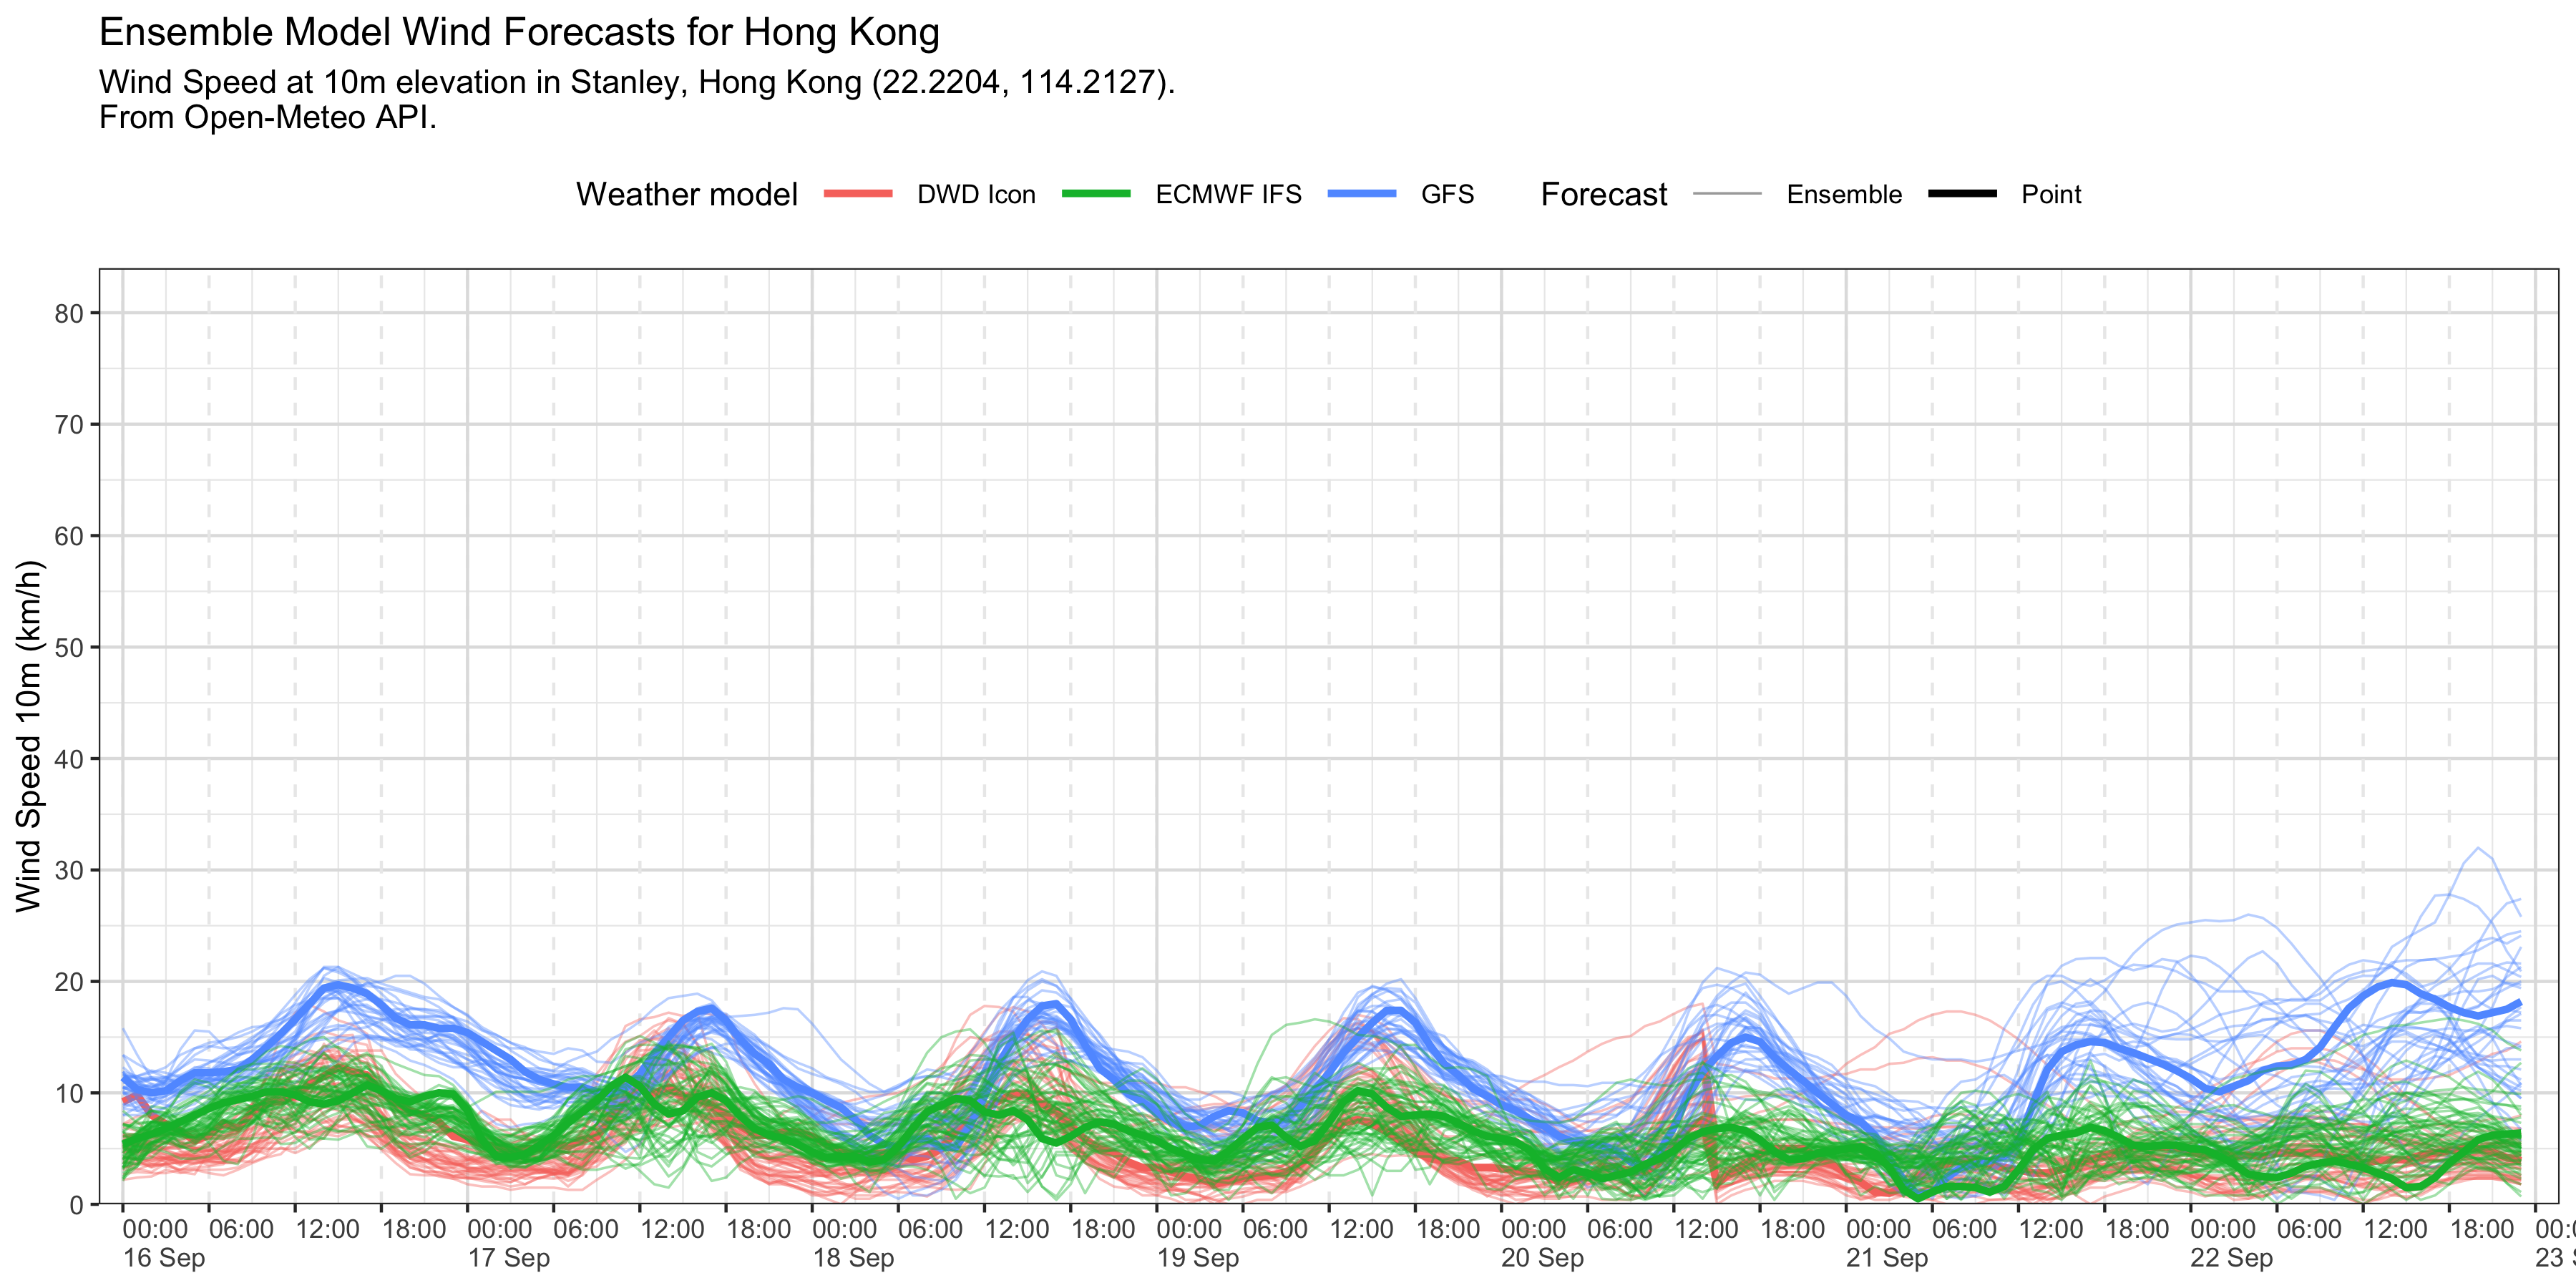 Ensemble Model Wind Forecasts for Hong Kong
Wind Speed at 10m elevation in Stanley, Hong Kong (22.2204, 114.2127).
From Open-Meteo API.
Weather model DWD Icon ECMWF IFS GFS Forecast Ensemble Point
Wind Speed 10m (km/h)
80
70
60
50
40
30
20
10
0
00:00 06:00 12:00 18:00 00:00 06:00 12:00 18:00 00:00 06:00 12:00 18:00 00:00 06:00 12:00 18:00 00:00 06:00 12:00 18:00 00:00 06:00 12:00 18:00 00:00 06:00 12:00 18:00
16 Sep 17 Sep 18 Sep 19 Sep 20 Sep 21 Sep 22 Sep 23